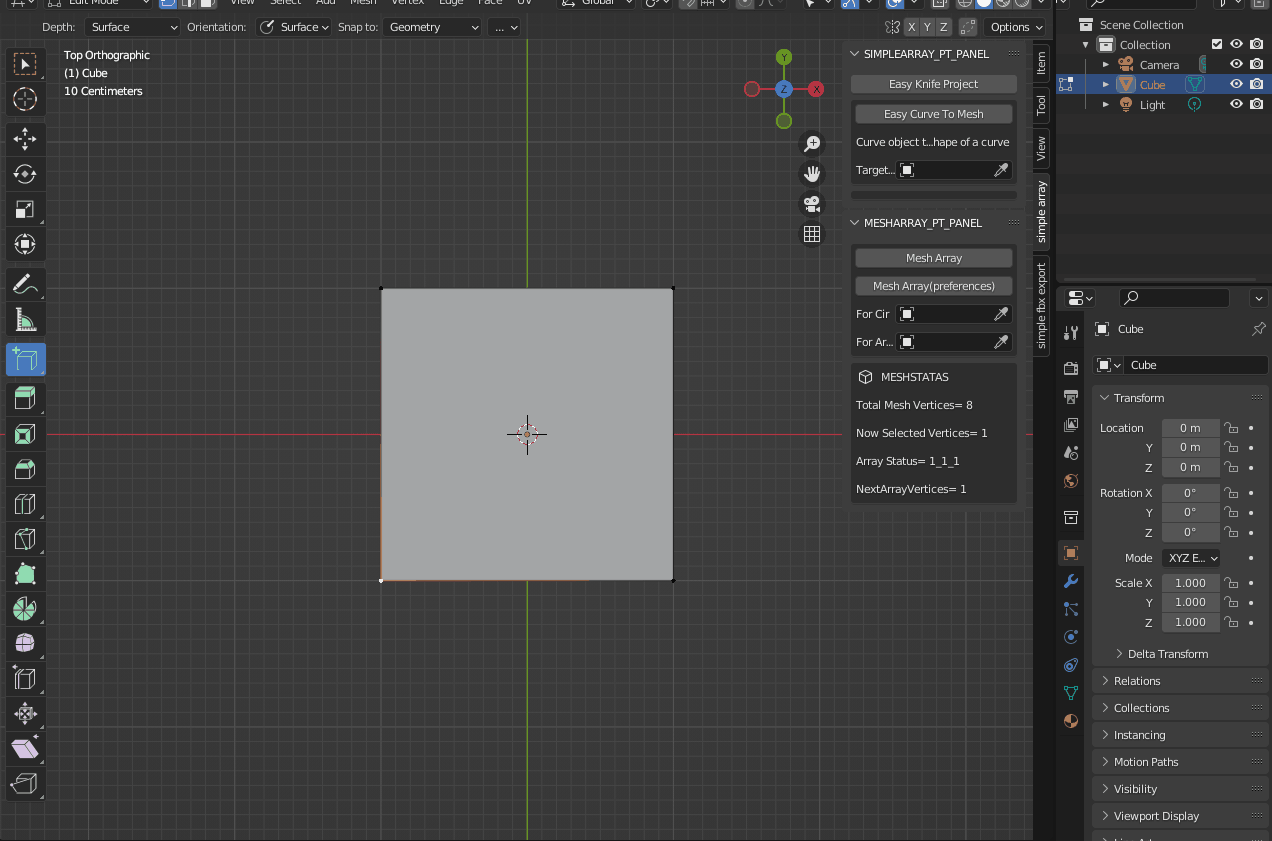 Edit Mode
View
Select
Add
Mesh
Vertex
Edge
Face
UV
Global
Depth:
Surface
Orientation:
Surface
Snap to:
Geometry
...
X
Y
Z
Options
Top Orthographic
(1) Cube
10 Centimeters
Y
Z
X
SIMPLEARRAY_PT_PANEL
Easy Knife Project
Easy Curve To Mesh
Curve object t...hape of a curve
Target...
MESHARRAY_PT_PANEL
Mesh Array
Mesh Array(preferences)
For Cir
For Ar...
MESHSTATAS
Total Mesh Vertices= 8
Now Selected Vertices= 1
Array Status= 1_1_1
NextArrayVertices= 1
Item
Tool
View
simple array
simple fbx export
Scene Collection
Collection
Camera
Cube
Light
Cube
Cube
Transform
Location
0 m
Y
0 m
Z
0 m
Rotation X
0°
Y
0°
Z
0°
Mode
XYZ E...
Scale X
1.000
Y
1.000
Z
1.000
Delta Transform
Relations
Collections
Instancing
Motion Paths
Visibility
Viewport Display